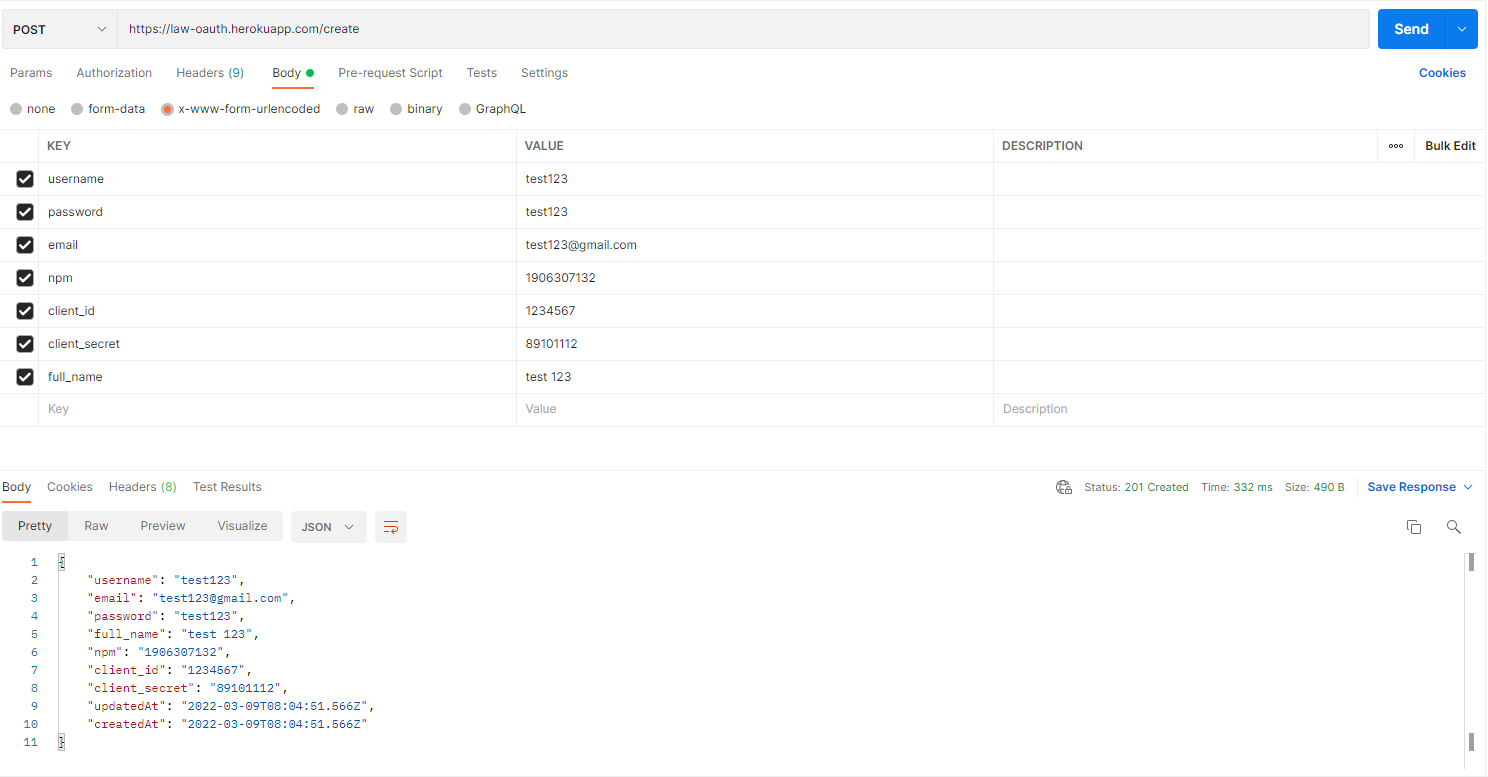 POST https://law-oauth.herokuapp.com/create Send
Params Authorization Headers (9) Body Pre-request Script Tests Settings Cookies
none form-data x-www-form-urlencoded raw binary GraphQL
KEY VALUE DESCRIPTION ooo Bulk Edit
username test123
password test123
email test123@gmail.com
npm 1906307132
client_id 1234567
client_secret 89101112
full_name test 123
Key Value Description
Body Cookies Headers (8) Test Results Status: 201 Created Time: 332 ms Size: 490 B Save Response
Pretty Raw Preview Visualize JSON
1 {
2 "username": "test123",
3 "email": "test123@gmail.com",
4 "password": "test123",
5 "full_name": "test 123",
6 "npm": "1906307132",
7 "client_id": "1234567",
8 "client_secret": "89101112",
9 "updatedAt": "2022-03-09T08:04:51.566Z",
10 "createdAt": "2022-03-09T08:04:51.566Z"
11 }